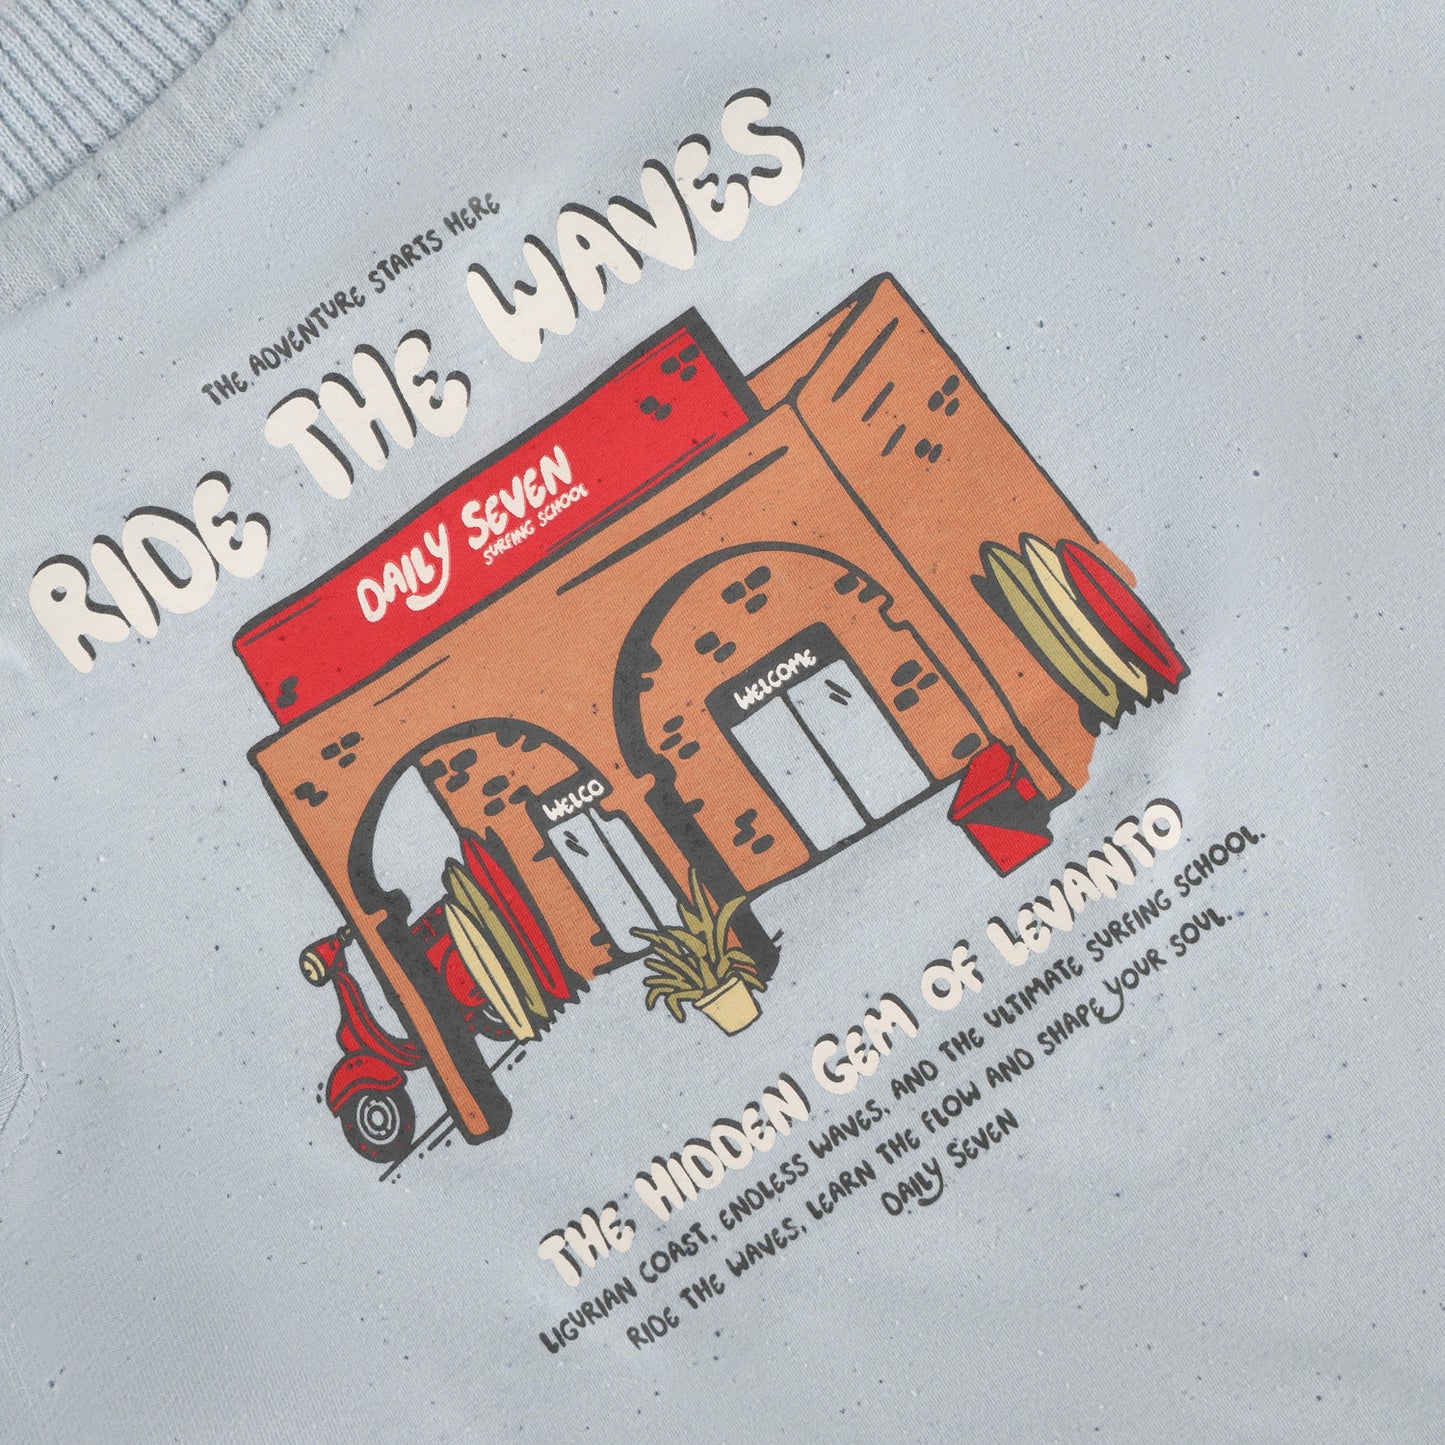 THE ADVENTURE STARTS HERE
RIDE THE WAVES
DAILY SEVEN
SURFING SCHOOL
WELCO
WELCOME
THE HIDDEN GEM OF LEVANTO
LIGURIAN COAST, ENDLESS WAVES, AND THE ULTIMATE SURFING SCHOOL.
RIDE THE WAVES, LEARN THE FLOW AND SHAPE YOUR SOUL.
DAILY SEVEN